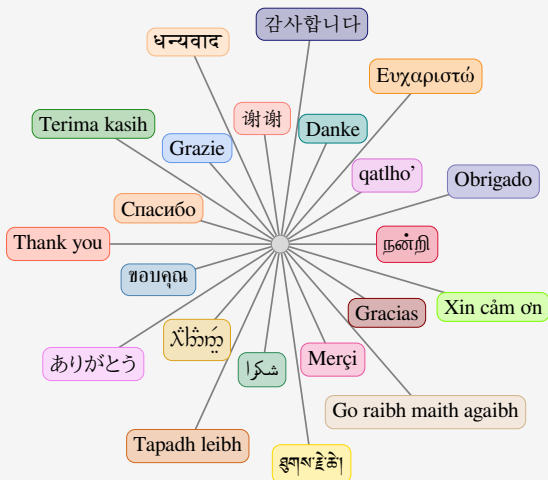 감사합니다
धन्यवाद
Ευχαριστώ
谢谢
Terima kasih
Danke
Grazie
qatlho’
Obrigado
Спасибо
Thank you
நன்றி
ขอบคุณ
Xin cảm ơn
Gracias
ありがとう
Merçi
شكرا
Go raibh maith agaibh
Tapadh leibh
ཐུགས་རྗེ་ཆེ།